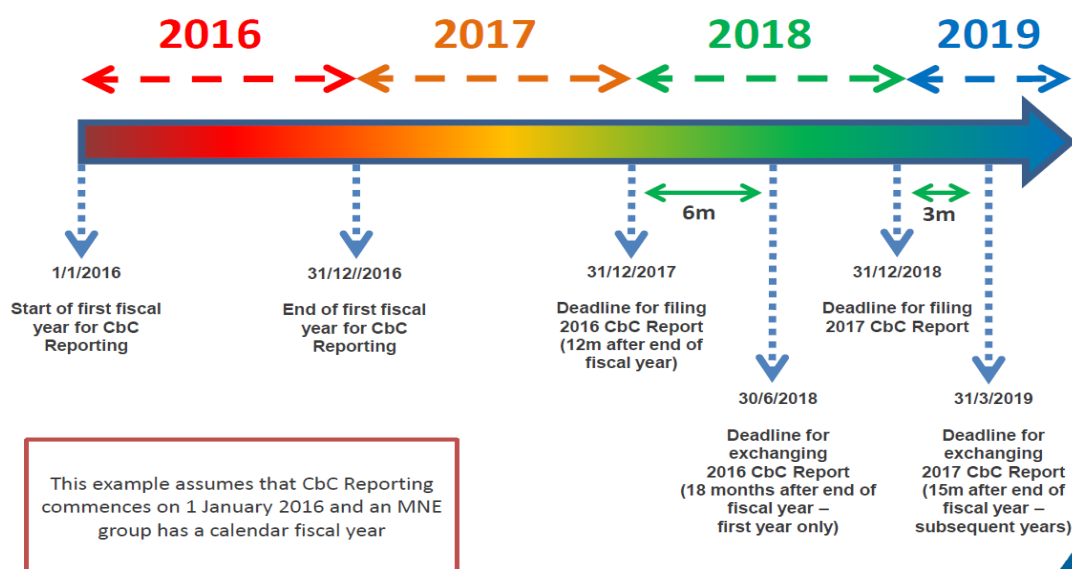 2016
2017
2018
2019
6m
3m
1/1/2016
Start of first fiscal
year for CbC
Reporting
31/12//2016
End of first fiscal
year for CbC
Reporting
31/12/2017
Deadline for filing
2016 CbC Report
(12m after end of
fiscal year)
31/12/2018
Deadline for filing
2017 CbC Report
30/6/2018
Deadline for
exchanging
2016 CbC Report
(18 months after end of
fiscal year –
first year only)
31/3/2019
Deadline for
exchanging
2017 CbC Report
(15m after end of
fiscal year –
subsequent years)
This example assumes that CbC Reporting
commences on 1 January 2016 and an MNE
group has a calendar fiscal year